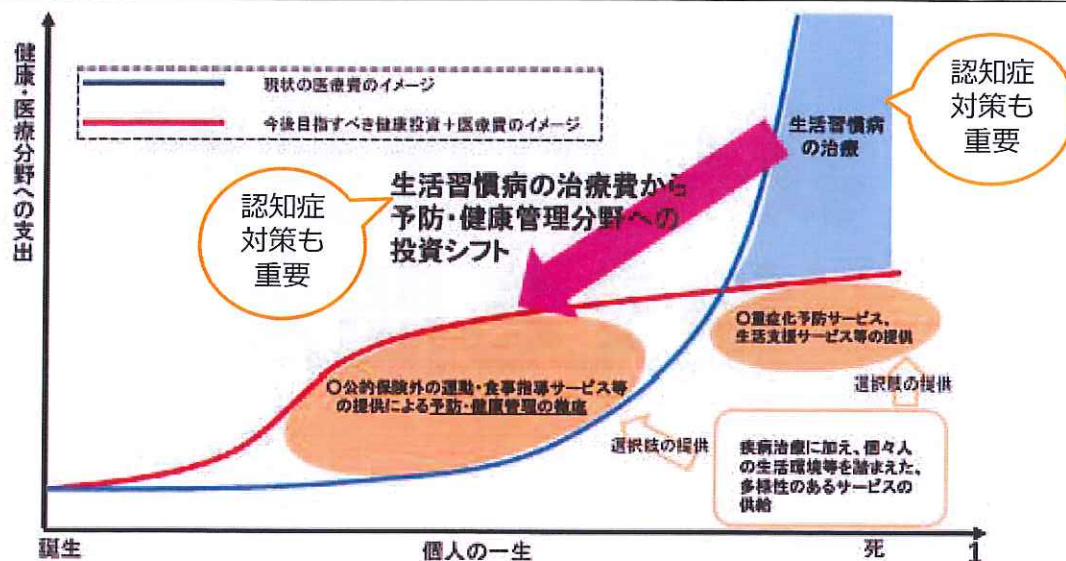 健康・医療分野への支出
現状の医療費のイメージ
今後目指すべき健康投資+医療費のイメージ
認知症
対策も
重要
生活習慣病
の治療
生活習慣病の治療費から
予防・健康管理分野への
投資シフト
認知症
対策も
重要
○重症化予防サービス、
生活支援サービス等の提供
○公的保険外の運動・食事指導サービス等
の提供による予防・健康管理の徹底
選択肢の提供
選択肢の提供
疾病治療に加え、個々人
の生活環境等を踏まえた、
多様性のあるサービスの
供給
誕生
個人の一生
死
1